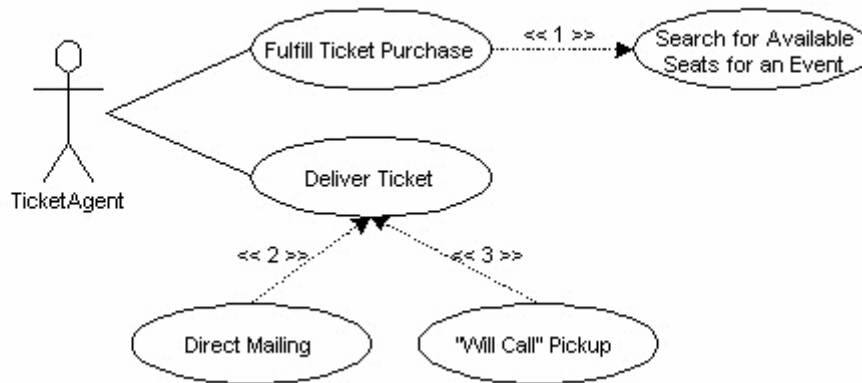 Fulfill Ticket Purchase
<< 1 >>
Search for Available
Seats for an Event
TicketAgent
Deliver Ticket
<< 2 >>
<< 3 >>
Direct Mailing
"Will Call" Pickup